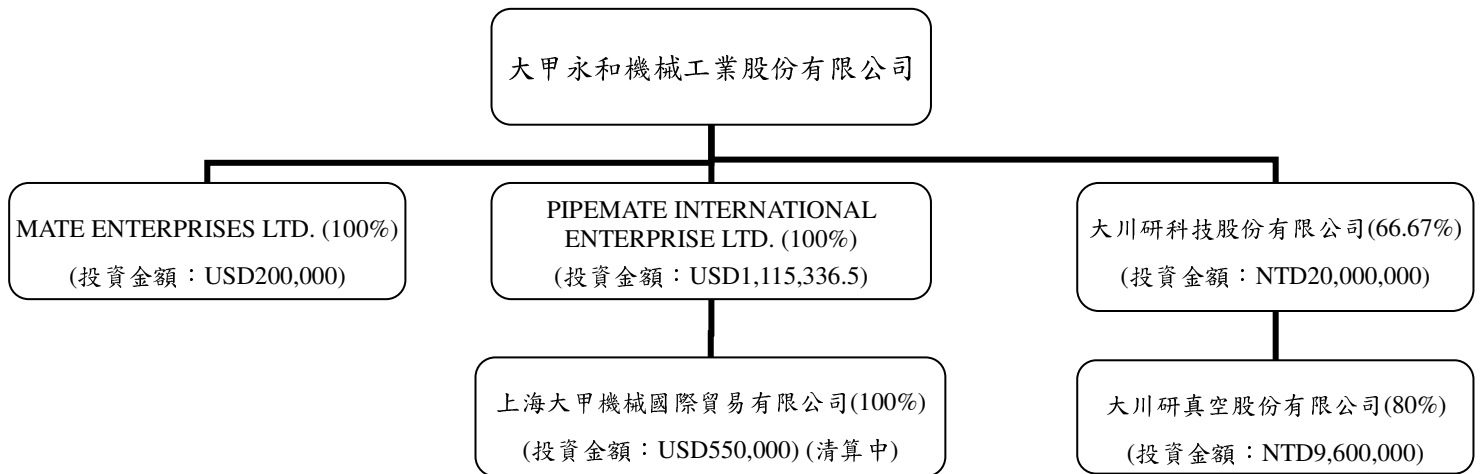 大甲永和機械工業股份有限公司
MATE ENTERPRISES LTD. (100%)
(投資金額：USD200,000)
PIPEMATE INTERNATIONAL
ENTERPRISE LTD. (100%)
(投資金額：USD1,115,336.5)
大川研科技股份有限公司(66.67%)
(投資金額：NTD20,000,000)
上海大甲機械國際貿易有限公司(100%)
(投資金額：USD550,000) (清算中)
大川研真空股份有限公司(80%)
(投資金額：NTD9,600,000)